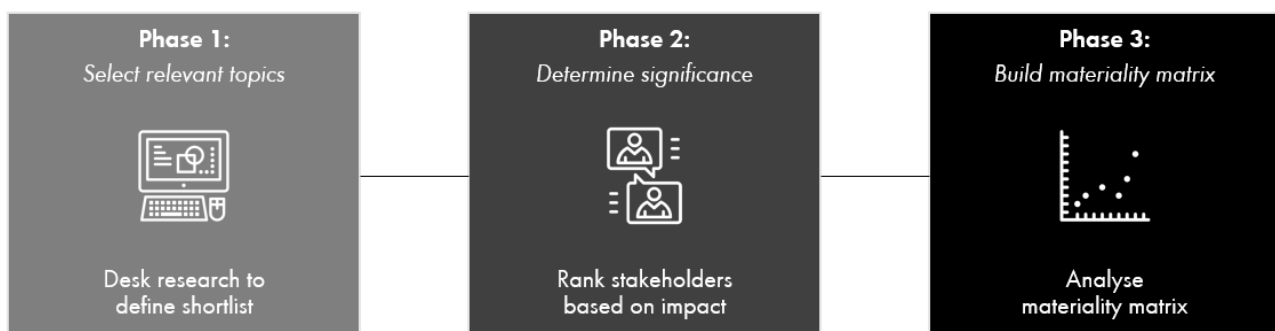 Phase 1:
Select relevant topics
Desk research to
define shortlist
Phase 2:
Determine significance
Rank stakeholders
based on impact
Phase 3:
Build materiality matrix
Analyse
materiality matrix